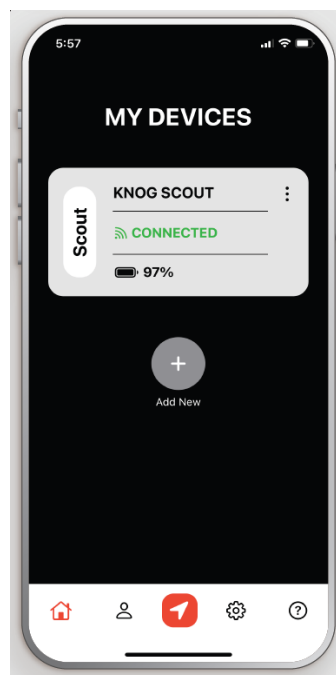 5:57
MY DEVICES
Scout
KNOG SCOUT
CONNECTED
97%
+
Add New
?